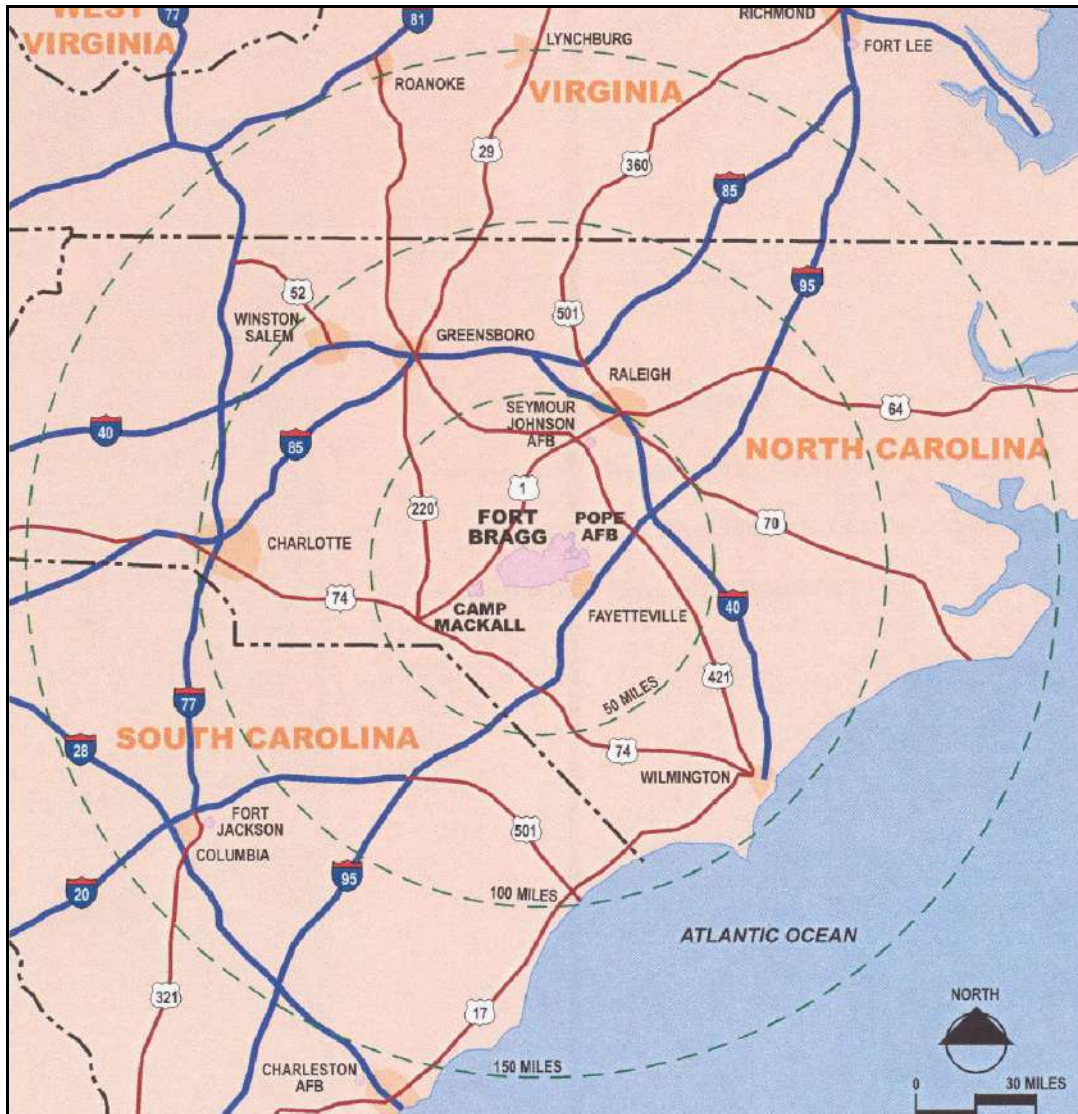 WEST
VIRGINIA
77
81
RICHMOND
FORT LEE
LYNCHBURG
ROANOKE
VIRGINIA
29
360
85
95
52
501
WINSTON
SALEM
GREENSBORO
RALEIGH
SEYMOUR
JOHNSON
AFB
64
40
85
NORTH CAROLINA
1
220
FORT
BRAGG
POPE
AFB
70
CHARLOTTE
74
CAMP
MACKALL
FAYETTEVILLE
40
421
77
50 MILES
SOUTH CAROLINA
28
74
WILMINGTON
FORT
JACKSON
COLUMBIA
501
95
20
100 MILES
ATLANTIC OCEAN
321
17
NORTH
CHARLESTON
AFB
150 MILES
0
30 MILES